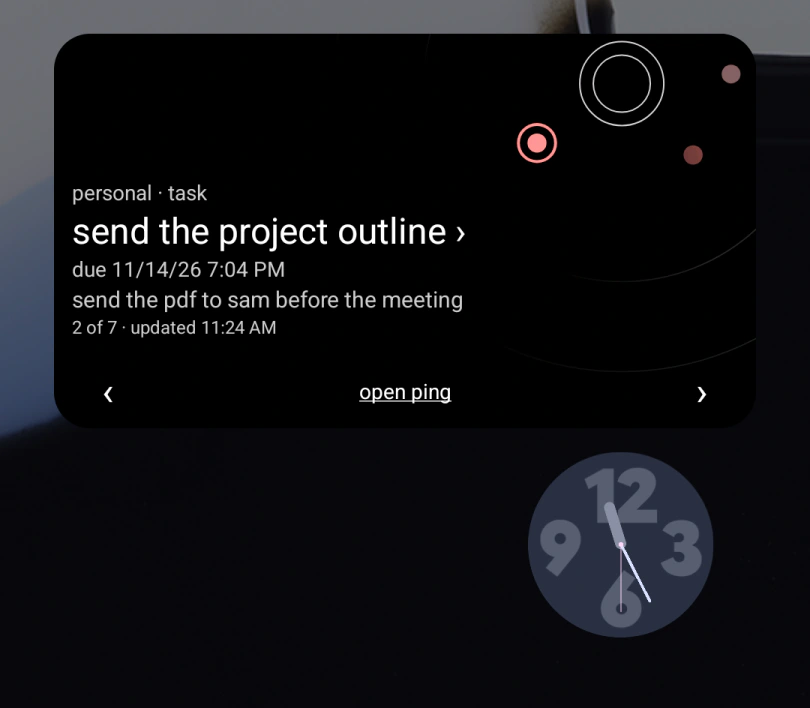 personal · task
send the project outline ›
due 11/14/26 7:04 PM
send the pdf to sam before the meeting
2 of 7 · updated 11:24 AM
‹ open ping ›
12
9 3
6